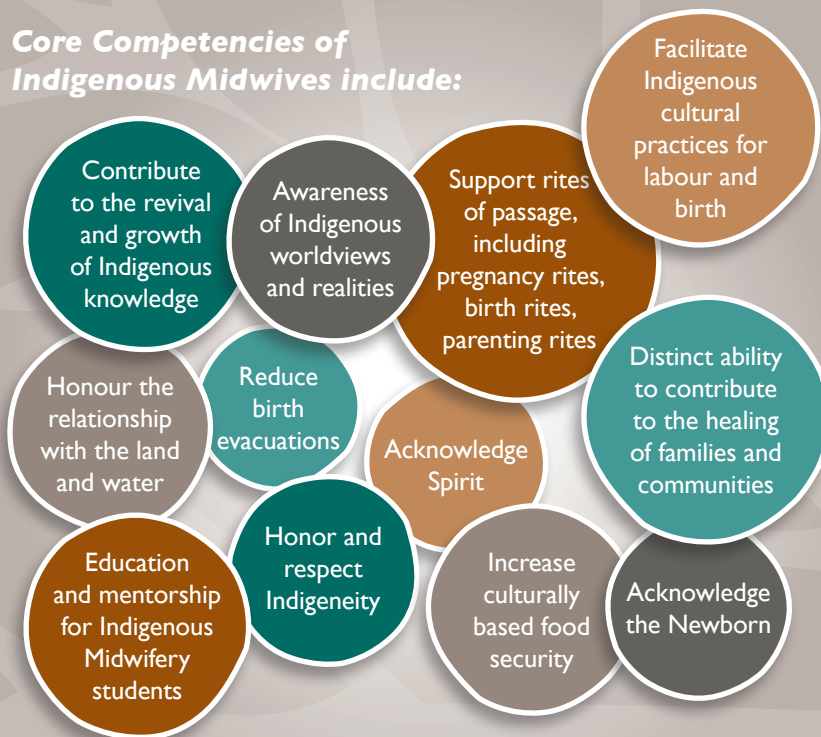 Core Competencies of
Indigenous Midwives include:
Facilitate
Indigenous
cultural
practices for
labour and
birth
Contribute
to the revival
and growth
of Indigenous
knowledge
Awareness
of Indigenous
worldviews
and realities
Support rites
of passage,
including
pregnancy rites,
birth rites,
parenting rites
Honour the
relationship
with the land
and water
Reduce
birth
evacuations
Acknowledge
Spirit
Distinct ability
to contribute
to the healing
of families and
communities
Education
and mentorship
for Indigenous
Midwifery
students
Honor and
respect
Indigeneity
Increase
culturally
based food
security
Acknowledge
the Newborn